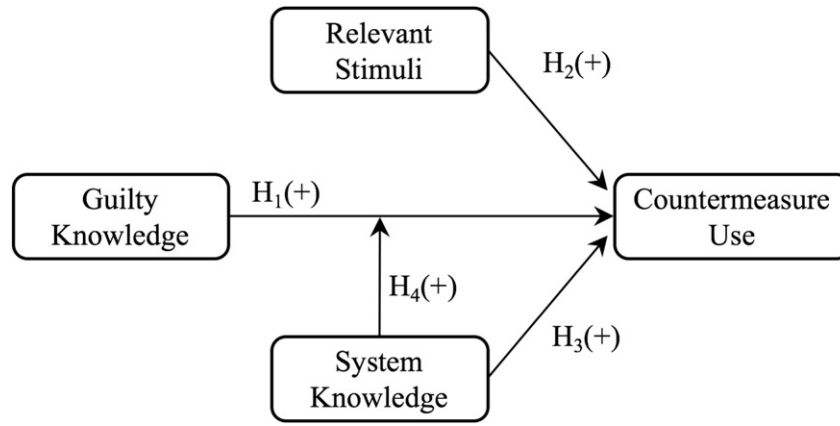 Relevant
Stimuli
H₂(+)
Guilty
Knowledge
H₁(+)
Countermeasure
Use
H₄(+)
System
Knowledge
H₃(+)